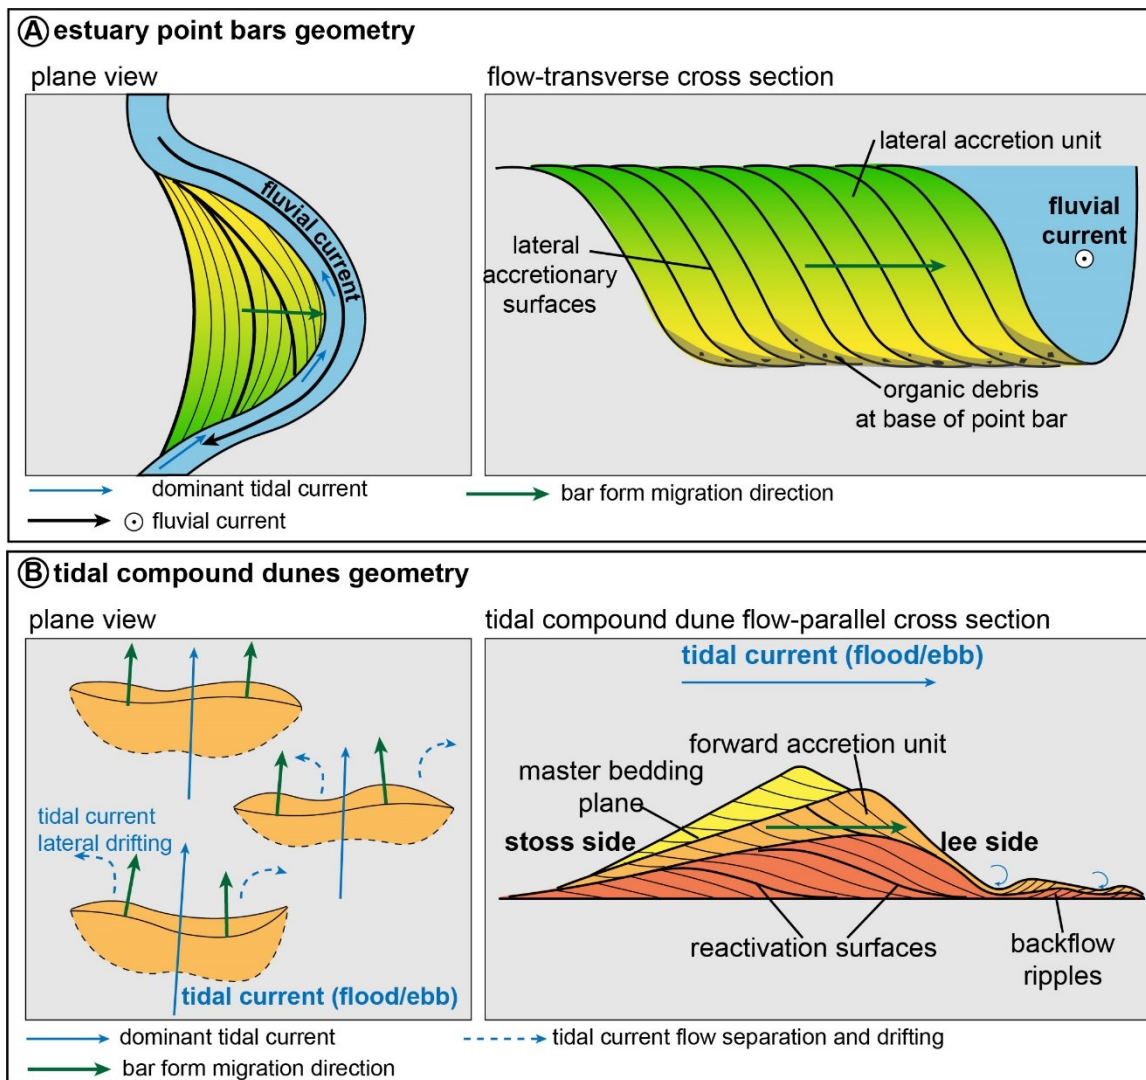 A estuary point bars geometry
plane view
fluvial current
flow-transverse cross section
lateral accretion unit
fluvial
current
lateral
accretionary
surfaces
organic debris
at base of point bar
dominant tidal current
bar form migration direction
fluvial current
B tidal compound dunes geometry
plane view
tidal current
lateral drifting
tidal current (flood/ebb)
tidal compound dune flow-parallel cross section
tidal current (flood/ebb)
forward accretion unit
master bedding
plane
stoss side
lee side
reactivation surfaces
backflow
ripples
dominant tidal current
tidal current flow separation and drifting
bar form migration direction